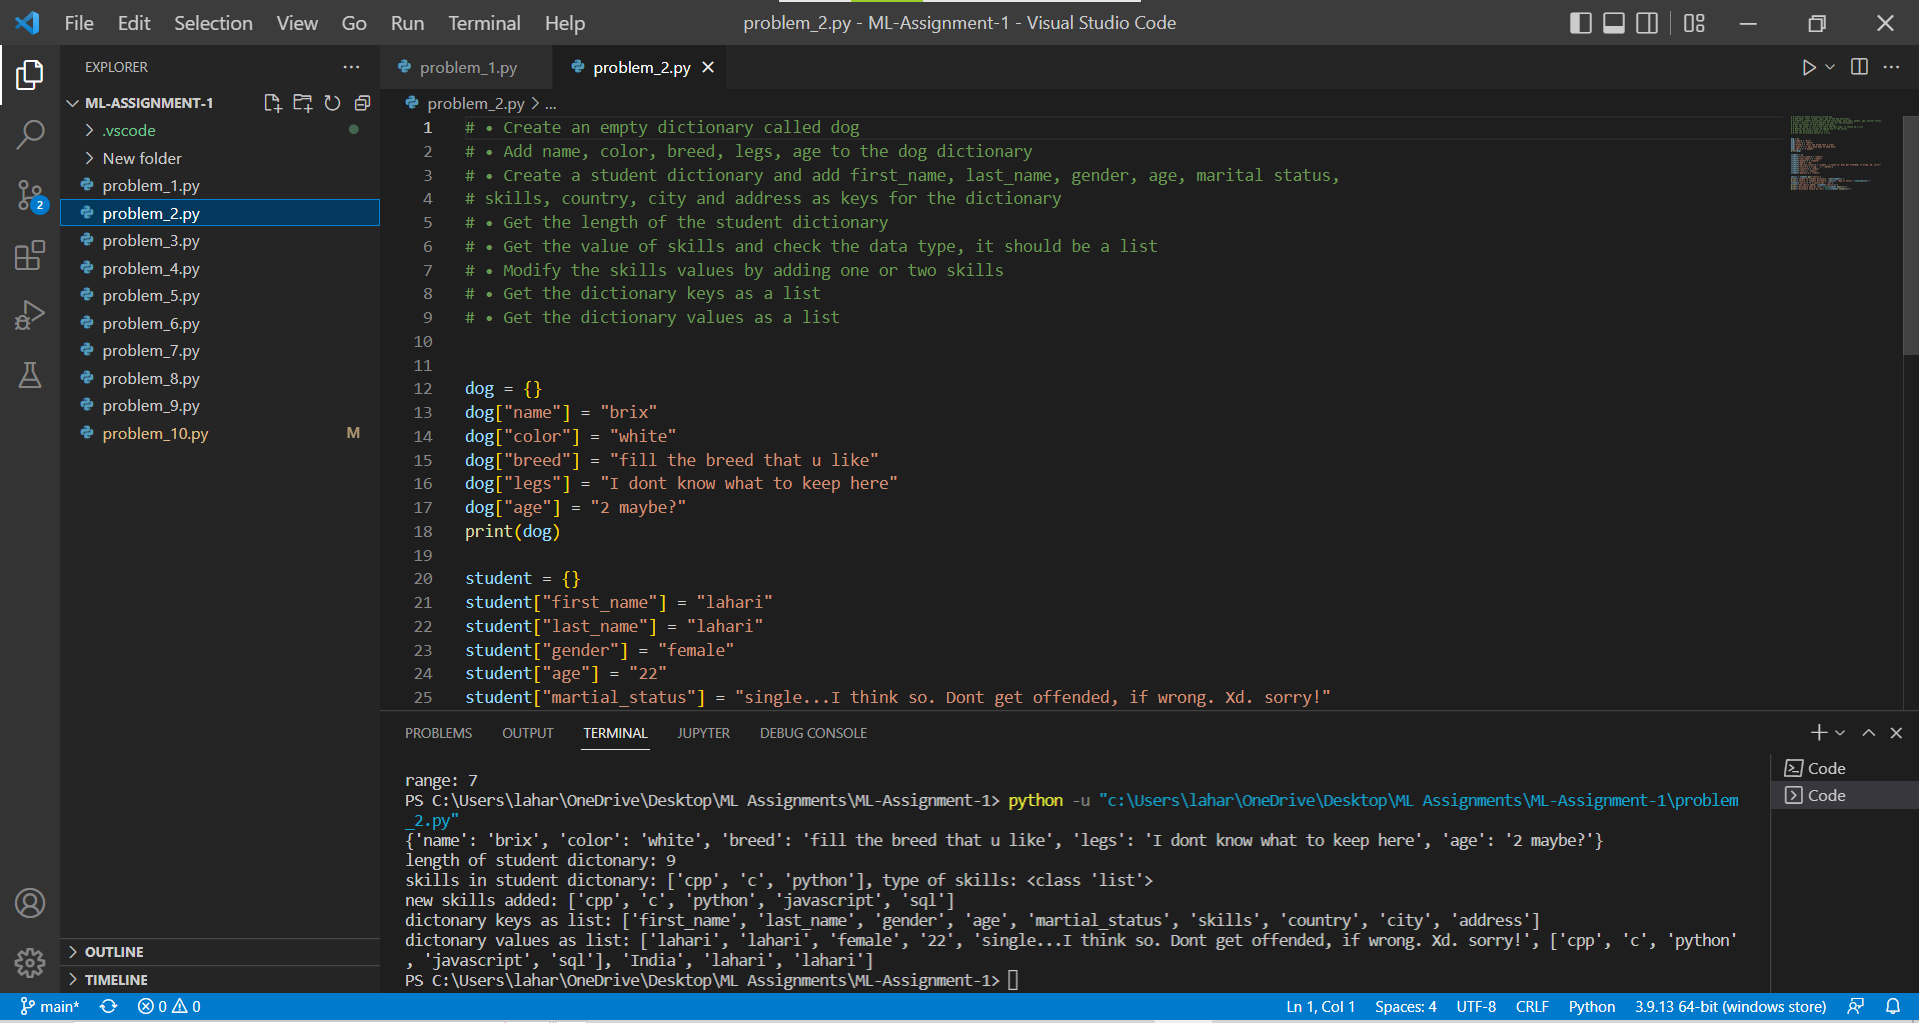 File Edit Selection View Go Run Terminal Help
problem_2.py - ML-Assignment-1 - Visual Studio Code
EXPLORER
ML-ASSIGNMENT-1
.vscode
New folder
problem_1.py
problem_2.py
problem_3.py
problem_4.py
problem_5.py
problem_6.py
problem_7.py
problem_8.py
problem_9.py
problem_10.py M
2
OUTLINE
TIMELINE
problem_1.py problem_2.py
problem_2.py > ...
1 # • Create an empty dictionary called dog
2 # • Add name, color, breed, legs, age to the dog dictionary
3 # • Create a student dictionary and add first_name, last_name, gender, age, marital status,
4 # skills, country, city and address as keys for the dictionary
5 # • Get the length of the student dictionary
6 # • Get the value of skills and check the data type, it should be a list
7 # • Modify the skills values by adding one or two skills
8 # • Get the dictionary keys as a list
9 # • Get the dictionary values as a list
10
11
12 dog = {}
13 dog["name"] = "brix"
14 dog["color"] = "white"
15 dog["breed"] = "fill the breed that u like"
16 dog["legs"] = "I dont know what to keep here"
17 dog["age"] = "2 maybe?"
18 print(dog)
19
20 student = {}
21 student["first_name"] = "lahari"
22 student["last_name"] = "lahari"
23 student["gender"] = "female"
24 student["age"] = "22"
25 student["martial_status"] = "single...I think so. Dont get offended, if wrong. Xd. sorry!"
PROBLEMS OUTPUT TERMINAL JUPYTER DEBUG CONSOLE
range: 7
PS C:\Users\lahar\OneDrive\Desktop\ML Assignments\ML-Assignment-1> python -u "c:\Users\lahar\OneDrive\Desktop\ML Assignments\ML-Assignment-1\problem
_2.py"
{'name': 'brix', 'color': 'white', 'breed': 'fill the breed that u like', 'legs': 'I dont know what to keep here', 'age': '2 maybe?'}
length of student dictonary: 9
skills in student dictonary: ['cpp', 'c', 'python'], type of skills: <class 'list'>
new skills added: ['cpp', 'c', 'python', 'javascript', 'sql']
dictonary keys as list: ['first_name', 'last_name', 'gender', 'age', 'martial_status', 'skills', 'country', 'city', 'address']
dictonary values as list: ['lahari', 'lahari', 'female', '22', 'single...I think so. Dont get offended, if wrong. Xd. sorry!', ['cpp', 'c', 'python'
, 'javascript', 'sql'], 'India', 'lahari', 'lahari']
PS C:\Users\lahar\OneDrive\Desktop\ML Assignments\ML-Assignment-1>
Code
Code
main* 0 0 Ln 1, Col 1 Spaces: 4 UTF-8 CRLF Python 3.9.13 64-bit (windows store)